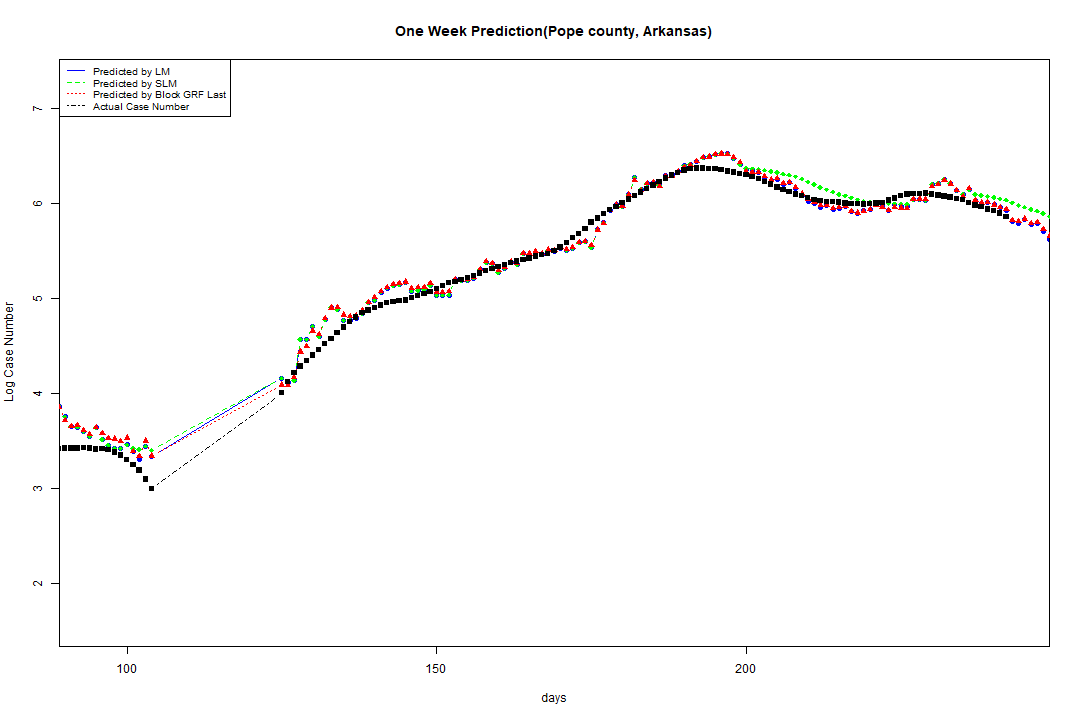 One Week Prediction(Pope county, Arkansas)
Predicted by LM
Predicted by SLM
Predicted by Block GRF Last
Actual Case Number
7
6
5
4
3
2
Log Case Number
100 150 200
days